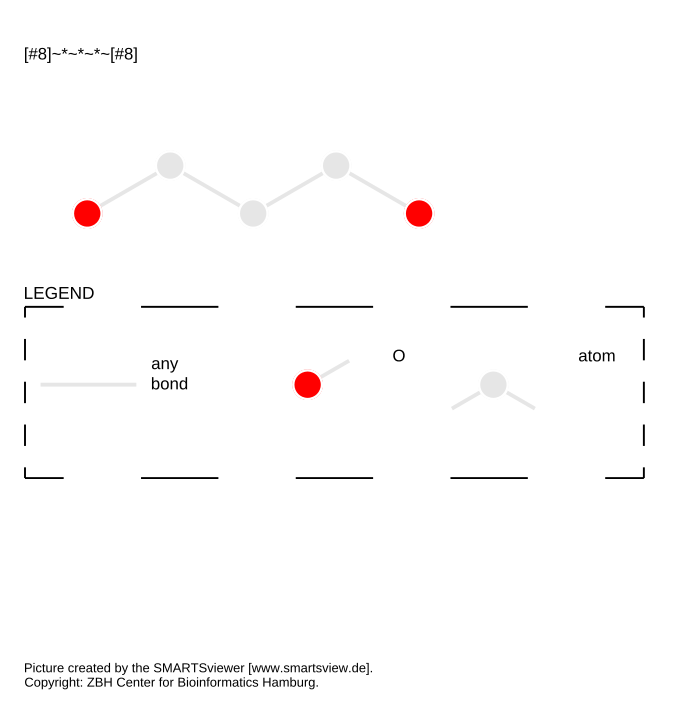 [#8]~*~*~*~[#8]
LEGEND
any
bond
O
atom
Picture created by the SMARTSviewer [www.smartsview.de].
Copyright: ZBH Center for Bioinformatics Hamburg.